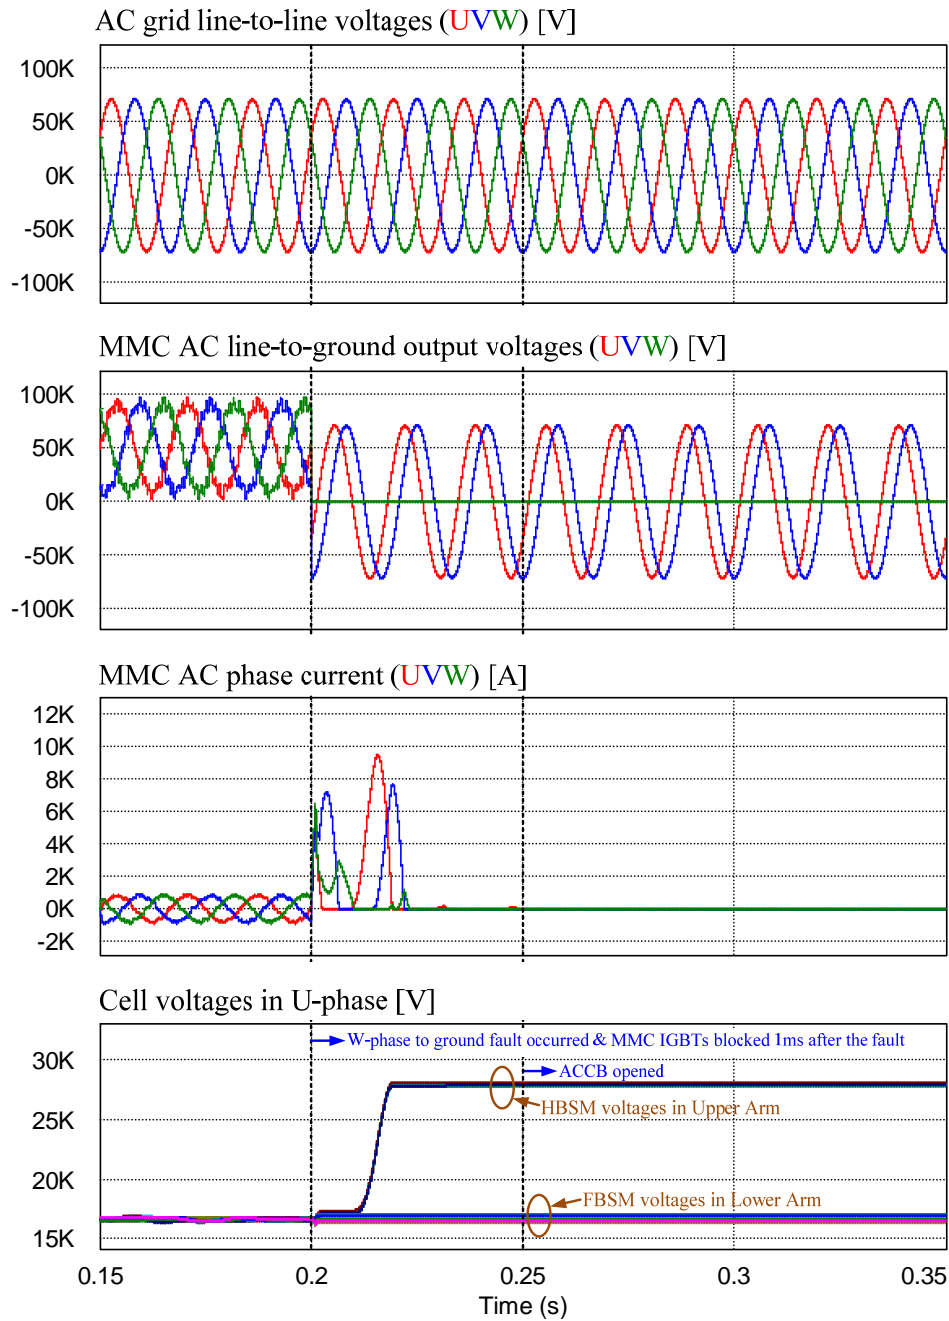 AC grid line-to-line voltages (UVW) [V]
100K
50K
0K
-50K
-100K
MMC AC line-to-ground output voltages (UVW) [V]
100K
50K
0K
-50K
-100K
MMC AC phase current (UVW) [A]
12K
10K
8K
6K
4K
2K
0K
-2K
Cell voltages in U-phase [V]
30K
25K
20K
15K
W-phase to ground fault occurred & MMC IGBTs blocked 1ms after the fault
ACCB opened
HBSM voltages in Upper Arm
FBSM voltages in Lower Arm
0.15 0.2 0.25 0.3 0.35
Time (s)